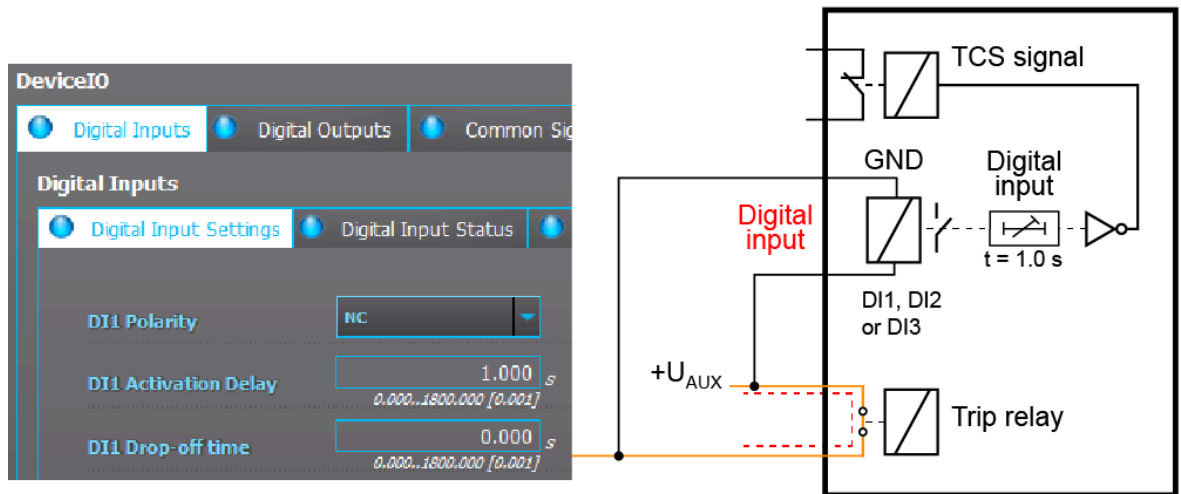 DeviceIO
Digital Inputs
Digital Outputs
Common Sig
Digital Inputs
Digital Input Settings
Digital Input Status
DI1 Polarity
NC
DI1 Activation Delay
1.000 s
0.000..1800.000 [0.001]
DI1 Drop-off time
0.000 s
0.000..1800.000 [0.001]
TCS signal
GND
Digital
input
Digital
input
t = 1.0 s
DI1, DI2
or DI3
+UAUX
Trip relay